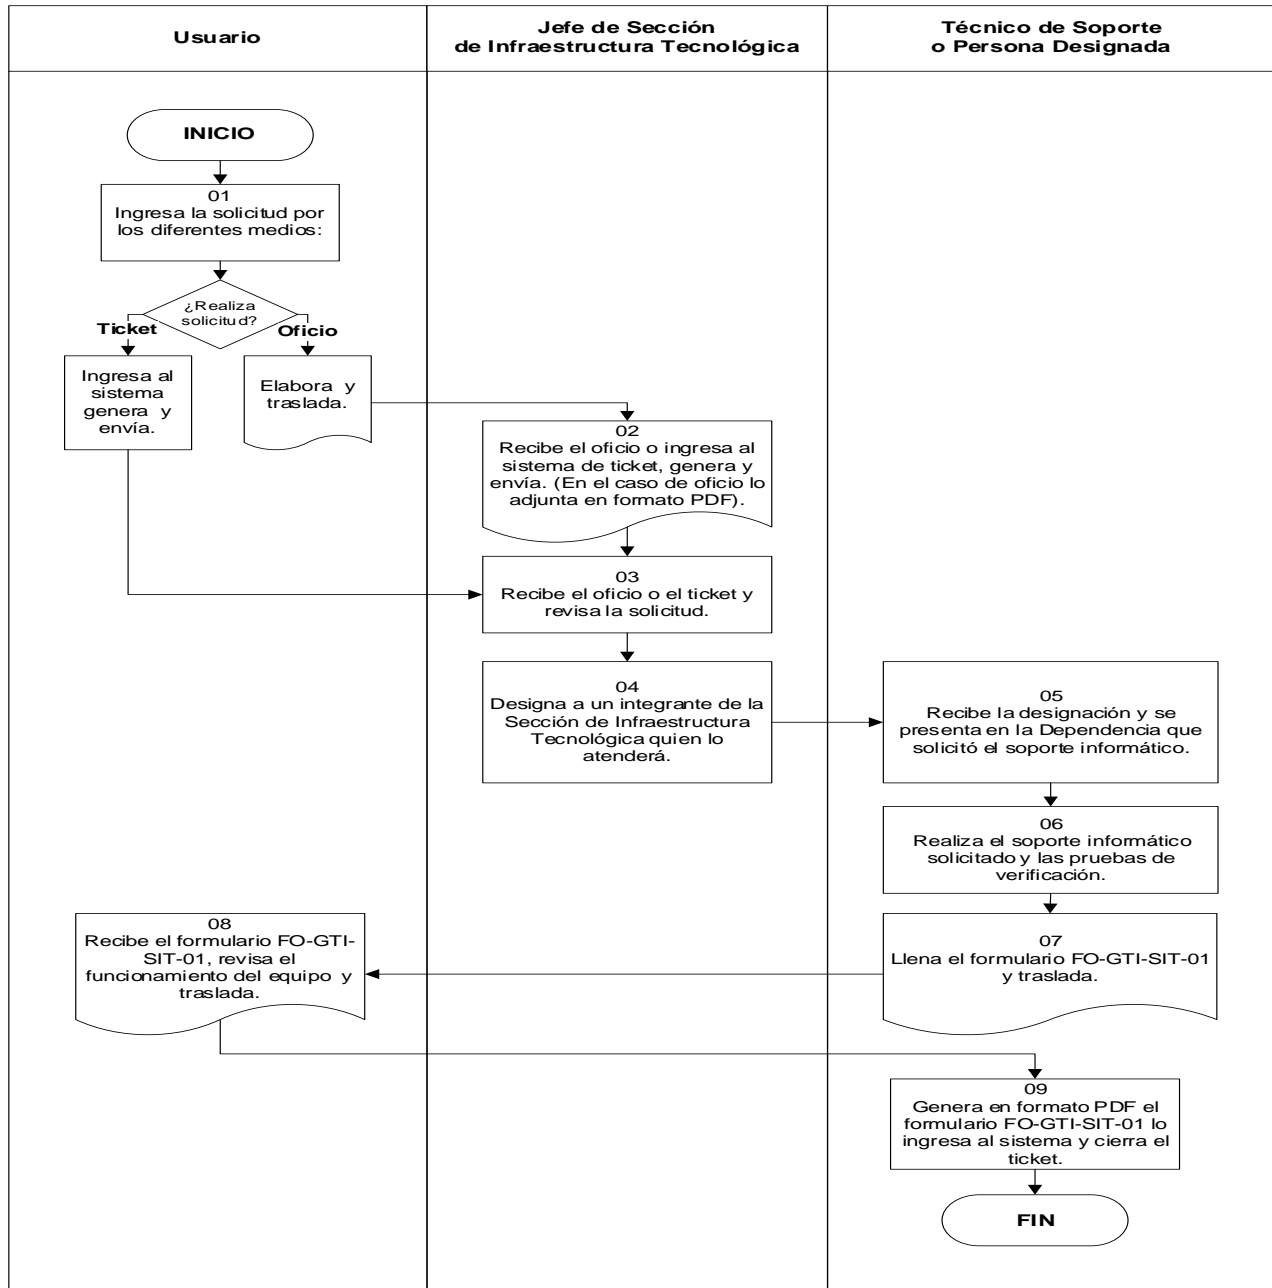 Usuario
Jefe de Sección
de Infraestructura Tecnológica
Técnico de Soporte
o Persona Designada
INICIO
01
Ingresa la solicitud por
los diferentes medios:
¿Realiza
solicitud?
Ticket
Oficio
Ingresa al
sistema
genera y
envía.
Elabora y
traslada.
02
Recibe el oficio o ingresa al
sistema de ticket, genera y
envía. (En el caso de oficio lo
adjunta en formato PDF).
03
Recibe el oficio o el ticket y
revisa la solicitud.
04
Designa a un integrante de la
Sección de Infraestructura
Tecnológica quien lo
atenderá.
05
Recibe la designación y se
presenta en la Dependencia que
solicitó el soporte informático.
06
Realiza el soporte informático
solicitado y las pruebas de
verificación.
07
Llena el formulario FO-GTI-SIT-01
y traslada.
08
Recibe el formulario FO-GTI-
SIT-01, revisa el
funcionamiento del equipo y
traslada.
09
Genera en formato PDF el
formulario FO-GTI-SIT-01 lo
ingresa al sistema y cierra el
ticket.
FIN